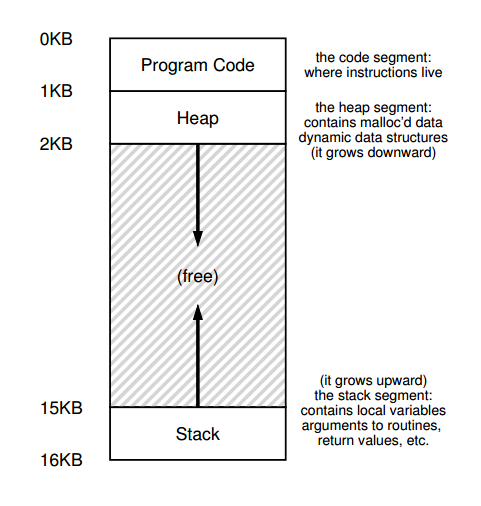 0KB
Program Code
the code segment:
where instructions live
1KB
Heap
the heap segment:
contains malloc'd data
dynamic data structures
(it grows downward)
2KB
(free)
(it grows upward)
the stack segment:
contains local variables
arguments to routines,
return values, etc.
15KB
Stack
16KB